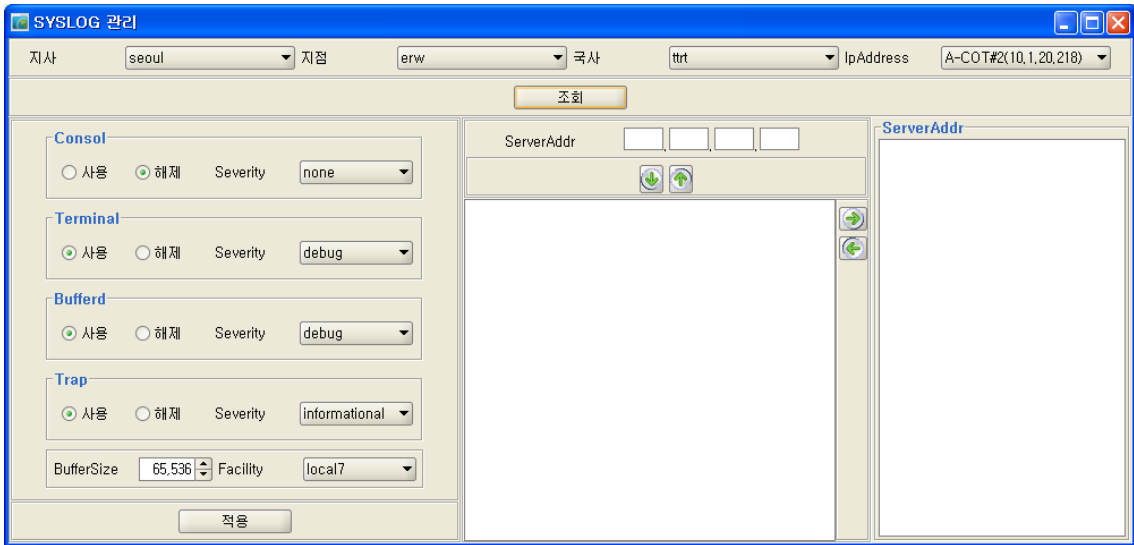 SYSLOG 관리
지사 seoul 지점 erw 국사 ttrt IpAddress A-COT#2(10,1,20,218)
조회
Consol
사용 해제 Severity none
Terminal
사용 해제 Severity debug
Bufferd
사용 해제 Severity debug
Trap
사용 해제 Severity informational
BufferSize 65,536 Facility local7
적용
ServerAddr . . .
ServerAddr